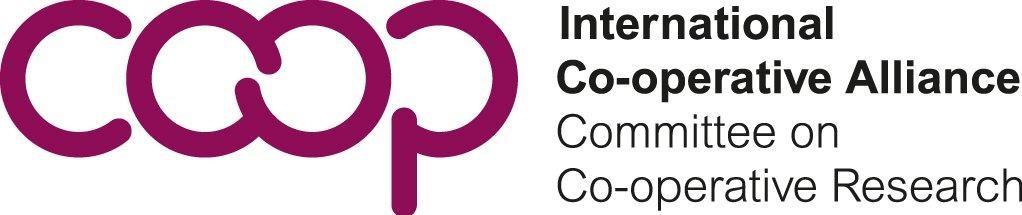 coop
International
Co-operative Alliance
Committee on
Co-operative Research